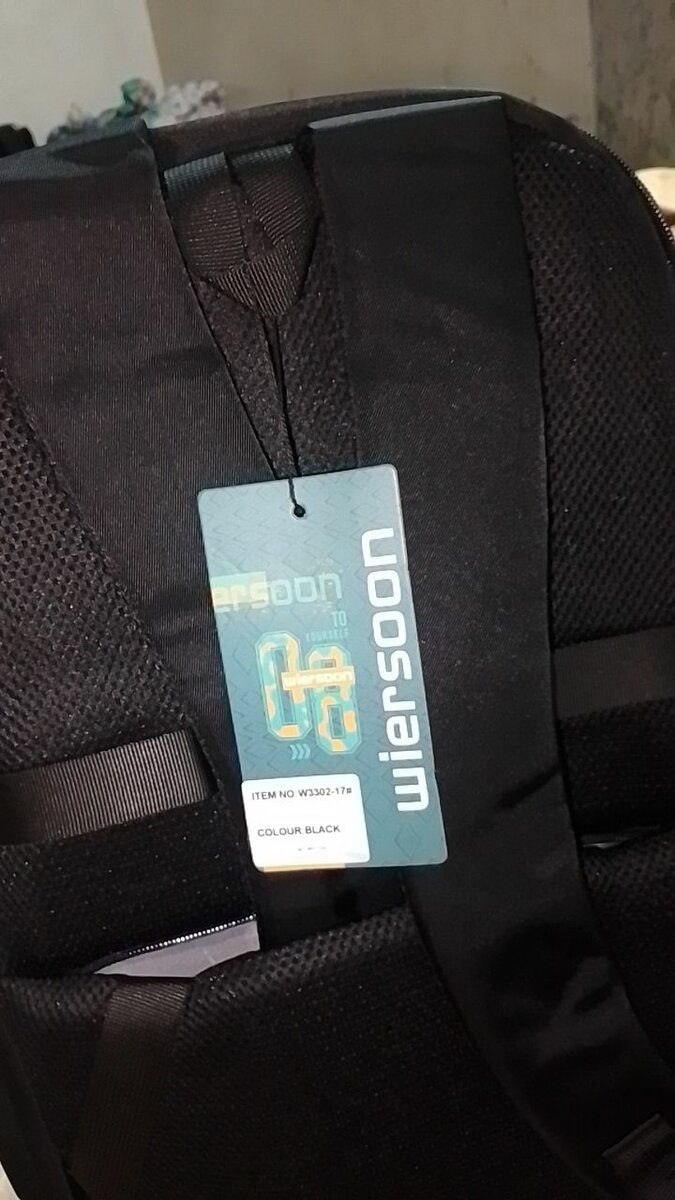 ersoon
TO
YOURSELF
wiersoon
wiersoon
ITEM NO W3302-17#
COLOUR BLACK